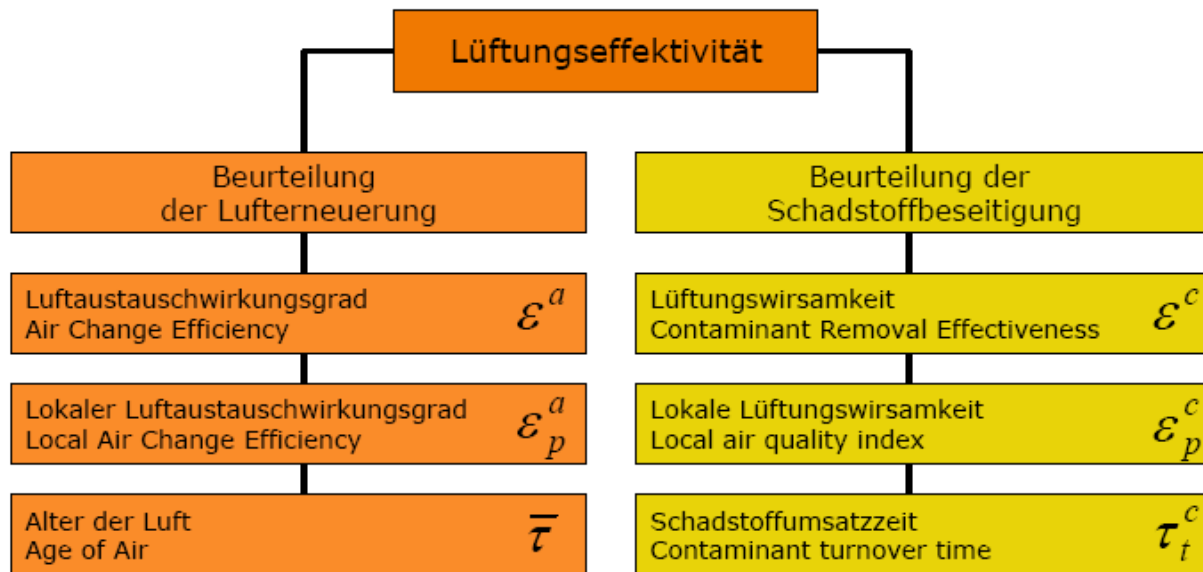 Lüftungseffektivität
Beurteilung
der Lufterneuerung
Luftaustauschwirkungsgrad
Air Change Efficiency
ε^a
Lokaler Luftaustauschwirkungsgrad
Local Air Change Efficiency
ε_p^a
Alter der Luft
Age of Air
τ̅
Beurteilung der
Schadstoffbeseitigung
Lüftungswirsamkeit
Contaminant Removal Effectiveness
ε^c
Lokale Lüftungswirsamkeit
Local air quality index
ε_p^c
Schadstoffumsatzzeit
Contaminant turnover time
τ_t^c